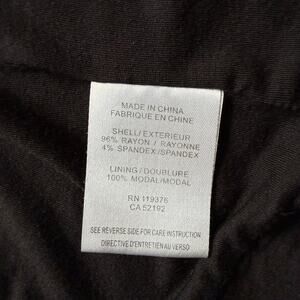 MADE IN CHINA
FABRIQUE EN CHINE
SHELL/EXTERIEUR
96% RAYON / RAYONNE
4% SPANDEX/SPANDEX
LINING/DOUBLURE
100% MODAL/MODAL
RN 119376
CA 52192
SEE REVERSE SIDE FOR CARE INSTRUCTION
DIRECTIVE D'ENTRETIEN AU VERSO